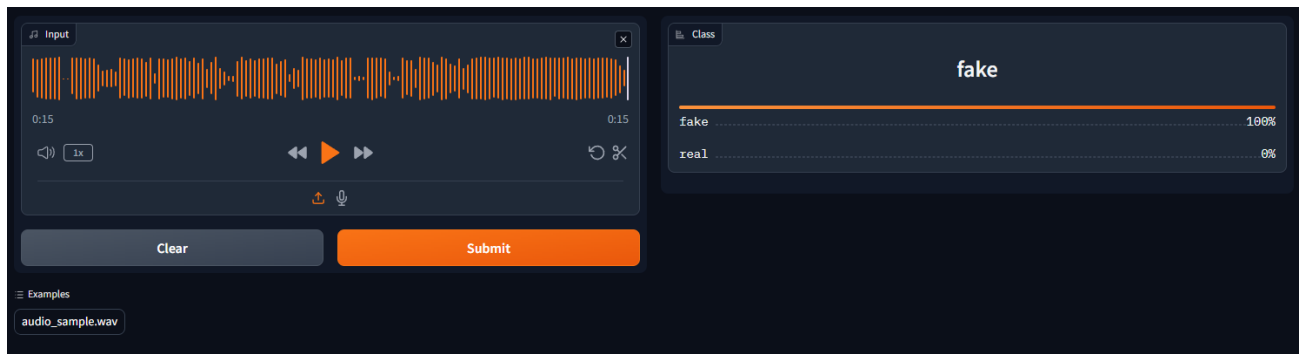 Input
0:15 0:15
1x
Clear Submit
Examples
audio_sample.wav
Class
fake
fake 100%
real 0%